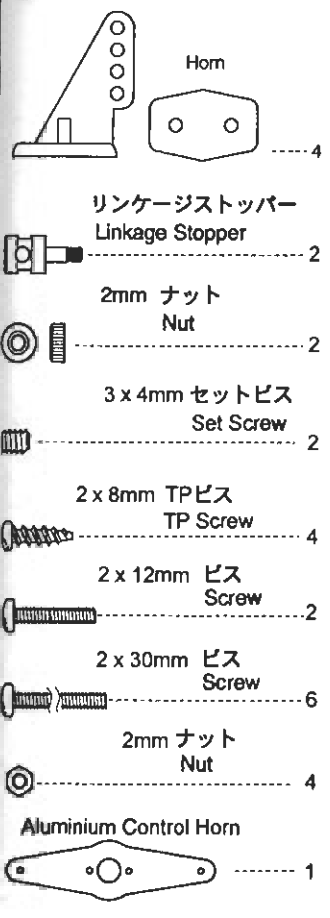 Horn
4
リンケージストッパー
Linkage Stopper
2
2mm ナット
Nut
2
3 x 4mm セットビス
Set Screw
2
2 x 8mm TPビス
TP Screw
4
2 x 12mm ビス
Screw
2
2 x 30mm ビス
Screw
6
2mm ナット
Nut
4
Aluminium Control Horn
1